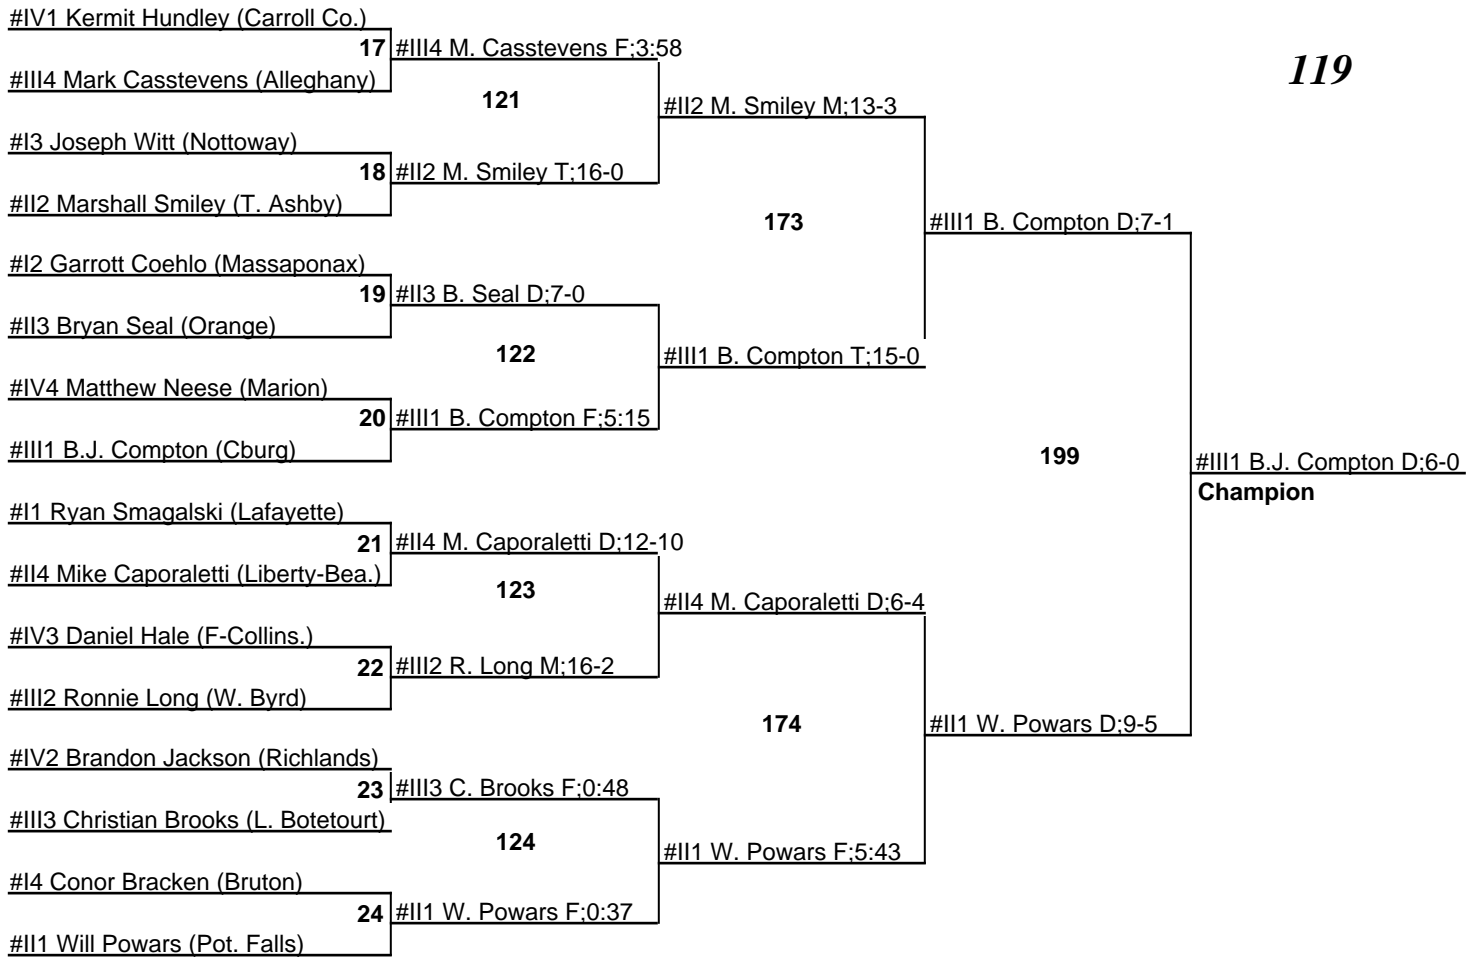 #IV1 Kermit Hundley (Carroll Co.)
17 #III4 M. Casstevens F;3:58
119
#III4 Mark Casstevens (Alleghany)
121
#II2 M. Smiley M;13-3
#I3 Joseph Witt (Nottoway)
18 #II2 M. Smiley T;16-0
#II2 Marshall Smiley (T. Ashby)
173
#III1 B. Compton D;7-1
#I2 Garrott Coehlo (Massaponax)
19 #II3 B. Seal D;7-0
#II3 Bryan Seal (Orange)
122
#III1 B. Compton T;15-0
#IV4 Matthew Neese (Marion)
20 #III1 B. Compton F;5:15
#III1 B.J. Compton (Cburg)
199
#III1 B.J. Compton D;6-0
Champion
#I1 Ryan Smagalski (Lafayette)
21 #II4 M. Caporaletti D;12-10
#II4 Mike Caporaletti (Liberty-Bea.)
123
#II4 M. Caporaletti D;6-4
#IV3 Daniel Hale (F-Collins.)
22 #III2 R. Long M;16-2
#III2 Ronnie Long (W. Byrd)
174
#II1 W. Powars D;9-5
#IV2 Brandon Jackson (Richlands)
23 #III3 C. Brooks F;0:48
#III3 Christian Brooks (L. Botetourt)
124
#II1 W. Powars F;5:43
#I4 Conor Bracken (Bruton)
24 #II1 W. Powars F;0:37
#II1 Will Powars (Pot. Falls)